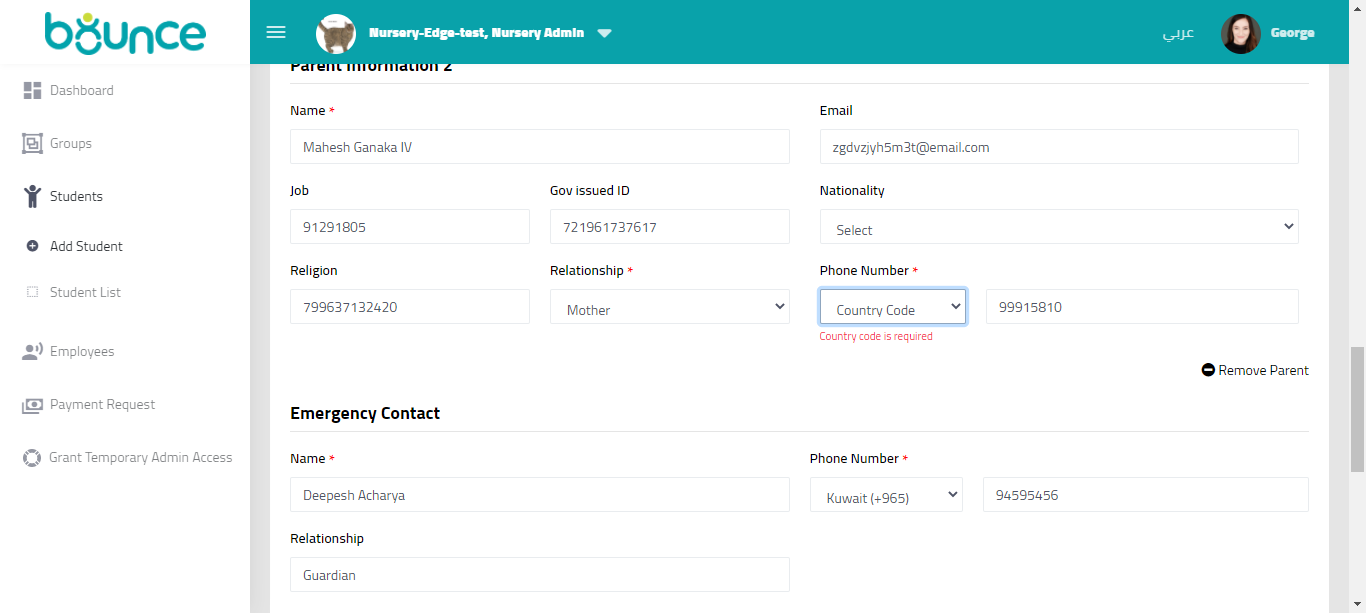 bounce
Nursery-Edge-test, Nursery Admin
عربي
George
Dashboard
Groups
Students
Add Student
Student List
Employees
Payment Request
Grant Temporary Admin Access
Parent Information 2
Name *
Email
Mahesh Ganaka IV
zgdvzjyh5m3t@email.com
Job
Gov issued ID
Nationality
91291805
721961737617
Select
Religion
Relationship *
Phone Number *
799637132420
Mother
Country Code
99915810
Country code is required
Remove Parent
Emergency Contact
Name *
Phone Number *
Deepesh Acharya
Kuwait (+965)
94595456
Relationship
Guardian